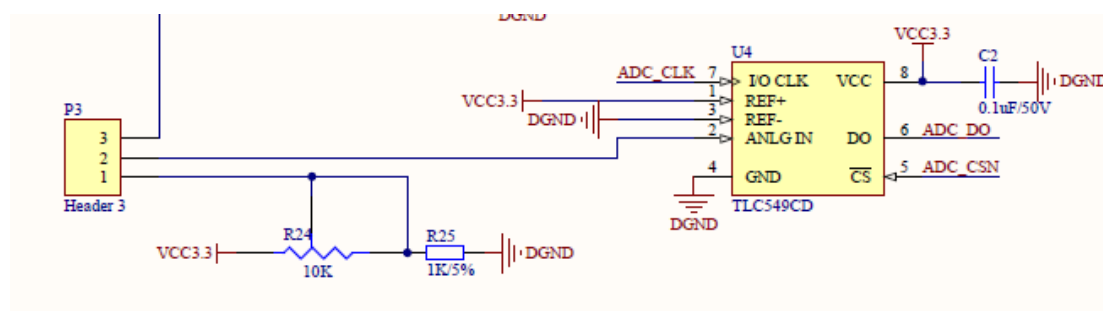 DGND
VCC3.3
U4
C2
ADC_CLK 7 I/O CLK VCC 8 DGND
VCC3.3 1 REF+ 0.1uF/50V
DGND 3 REF-
2 ANLG IN DO 6 ADC_DO
4 GND CS 5 ADC_CSN
DGND TLC549CD
P3
3
2
1
Header 3
VCC3.3 R24 R25 DGND
10K 1K/5%